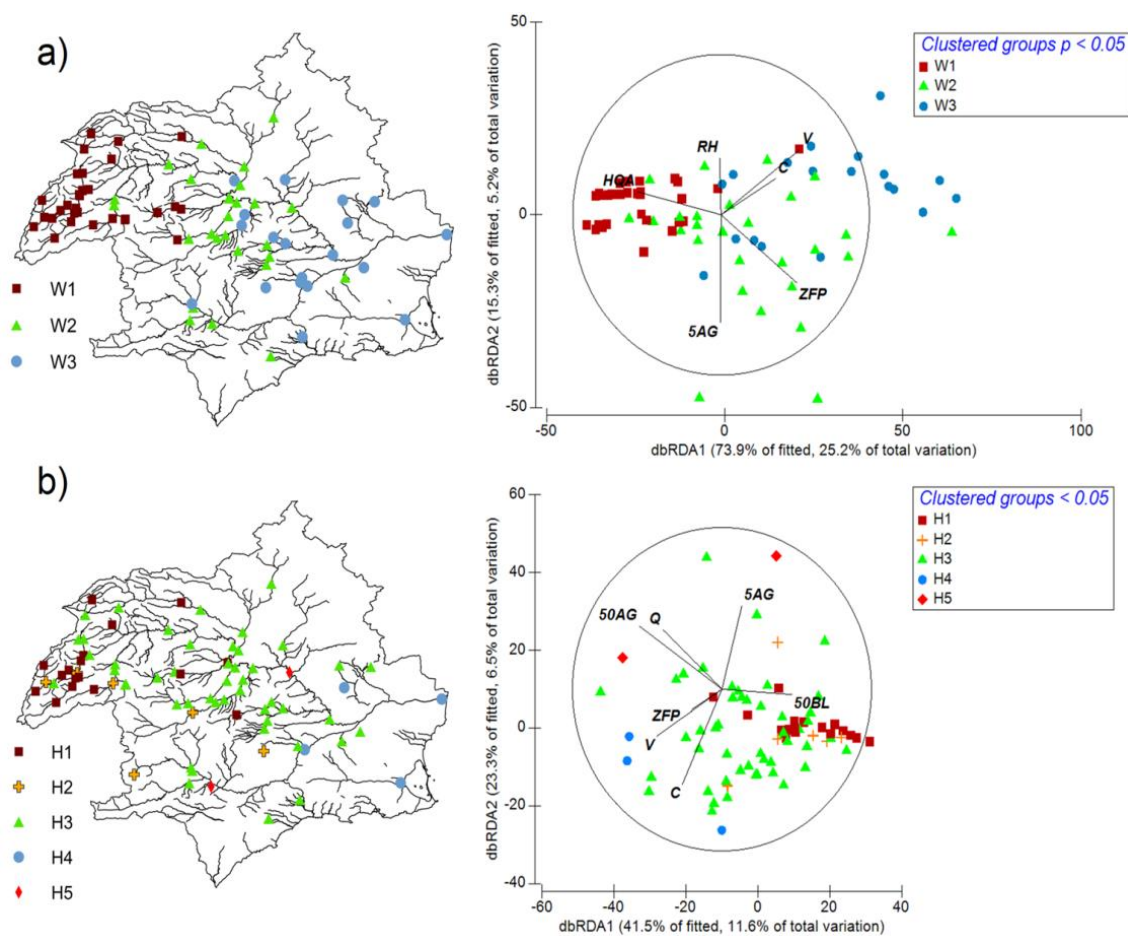 a)
W1
W2
W3
50
0
-50
-50
0
50
100
dbRDA2 (15.3% of fitted, 5.2% of total variation)
dbRDA1 (73.9% of fitted, 25.2% of total variation)
RH
V
C
HQA
ZFP
5AG
Clustered groups p < 0.05
W1
W2
W3
b)
H1
H2
H3
H4
H5
60
40
20
0
-20
-40
-60
-40
-20
0
20
40
dbRDA2 (23.3% of fitted, 6.5% of total variation)
dbRDA1 (41.5% of fitted, 11.6% of total variation)
5AG
50AG
Q
50BL
ZFP
V
C
Clustered groups < 0.05
H1
H2
H3
H4
H5